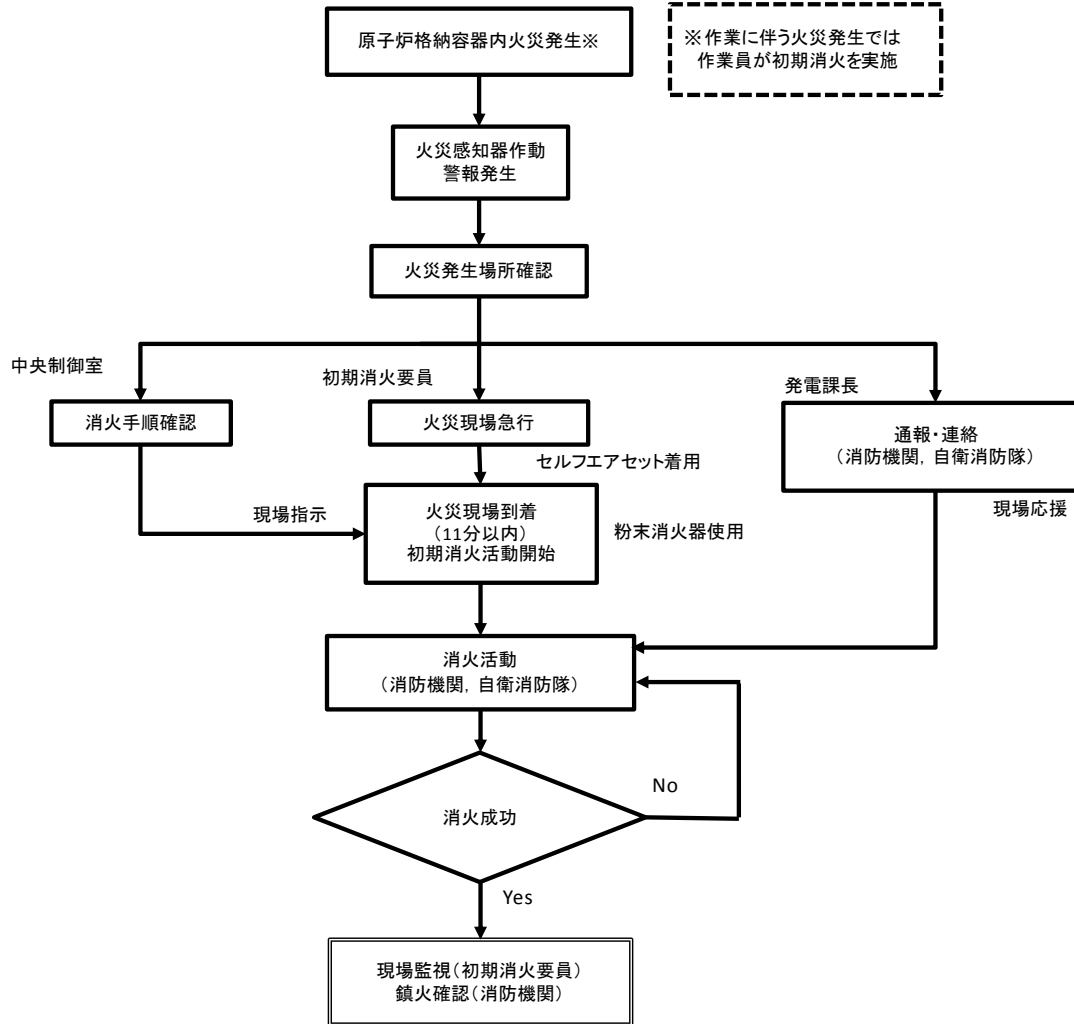 原子炉格納容器内火災発生※
※作業に伴う火災発生では
作業員が初期消火を実施
火災感知器作動
警報発生
火災発生場所確認
中央制御室
初期消火要員
発電課長
消火手順確認
火災現場急行
通報・連絡
（消防機関，自衛消防隊）
セルフエアセット着用
現場応援
現場指示
火災現場到着
（11分以内）
初期消火活動開始
粉末消火器使用
消火活動
（消防機関，自衛消防隊）
消火成功
No
Yes
現場監視（初期消火要員）
鎮火確認（消防機関）